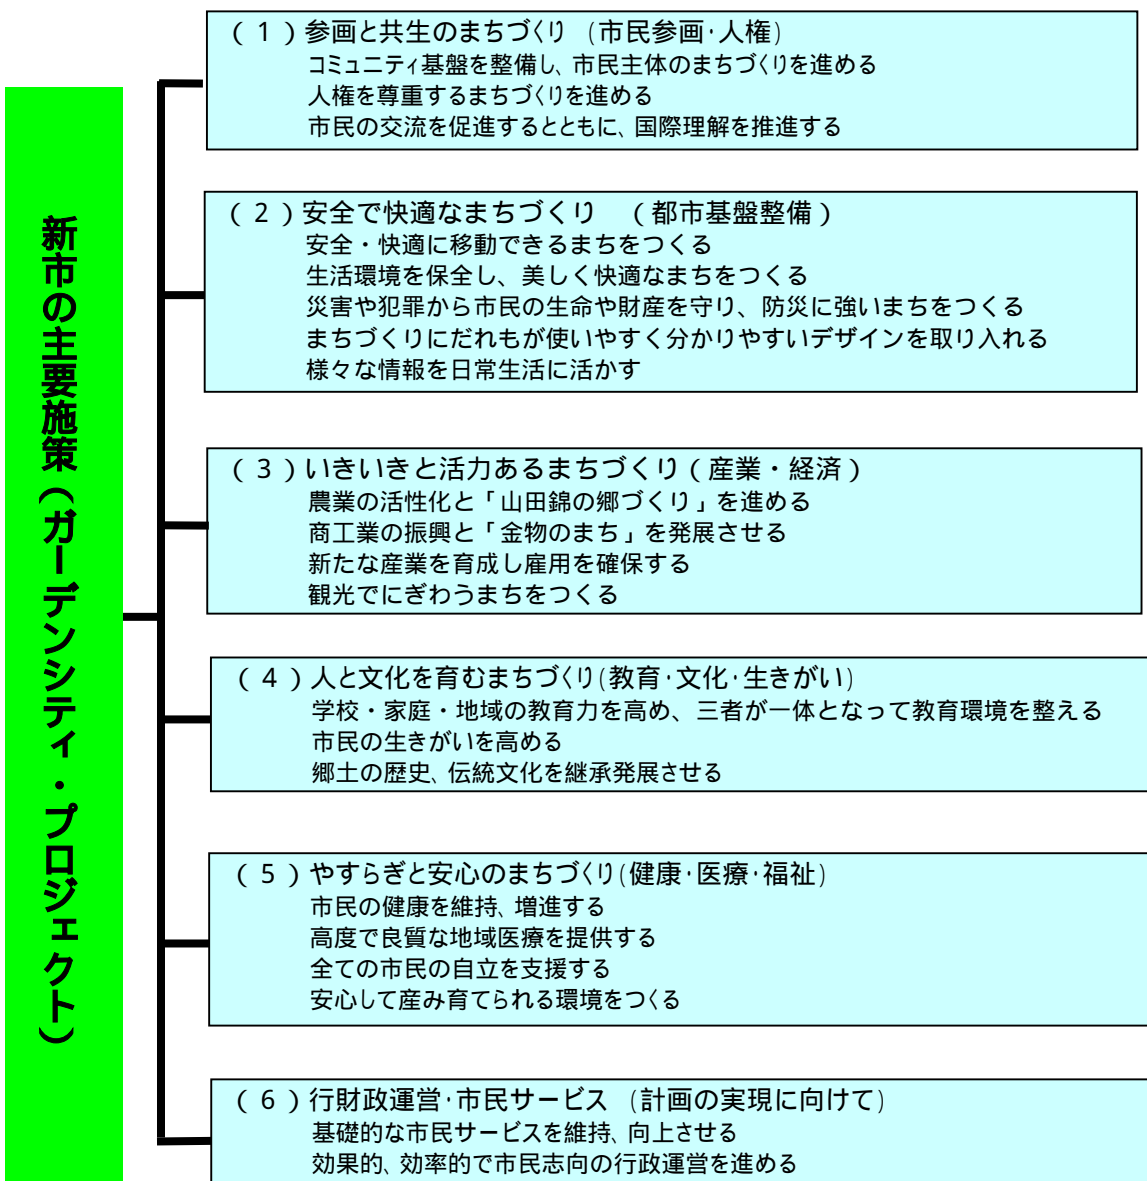 新市の主要施策（ガーデンシティ・プロジェクト）
（1）参画と共生のまちづくり （市民参画・人権）
コミュニティ基盤を整備し、市民主体のまちづくりを進める
人権を尊重するまちづくりを進める
市民の交流を促進するとともに、国際理解を推進する
（2）安全で快適なまちづくり （都市基盤整備）
安全・快適に移動できるまちをつくる
生活環境を保全し、美しく快適なまちをつくる
災害や犯罪から市民の生命や財産を守り、防災に強いまちをつくる
まちづくりにだれもが使いやすく分かりやすいデザインを取り入れる
様々な情報を日常生活に活かす
（3）いきいきと活力あるまちづくり（産業・経済）
農業の活性化と「山田錦の郷づくり」を進める
商工業の振興と「金物のまち」を発展させる
新たな産業を育成し雇用を確保する
観光でにぎわうまちをつくる
（4）人と文化を育むまちづくり（教育・文化・生きがい）
学校・家庭・地域の教育力を高め、三者が一体となって教育環境を整える
市民の生きがいを高める
郷土の歴史、伝統文化を継承発展させる
（5）やすらぎと安心のまちづくり（健康・医療・福祉）
市民の健康を維持、増進する
高度で良質な地域医療を提供する
全ての市民の自立を支援する
安心して産み育てられる環境をつくる
（6）行財政運営・市民サービス （計画の実現に向けて）
基礎的な市民サービスを維持、向上させる
効果的、効率的で市民志向の行政運営を進める